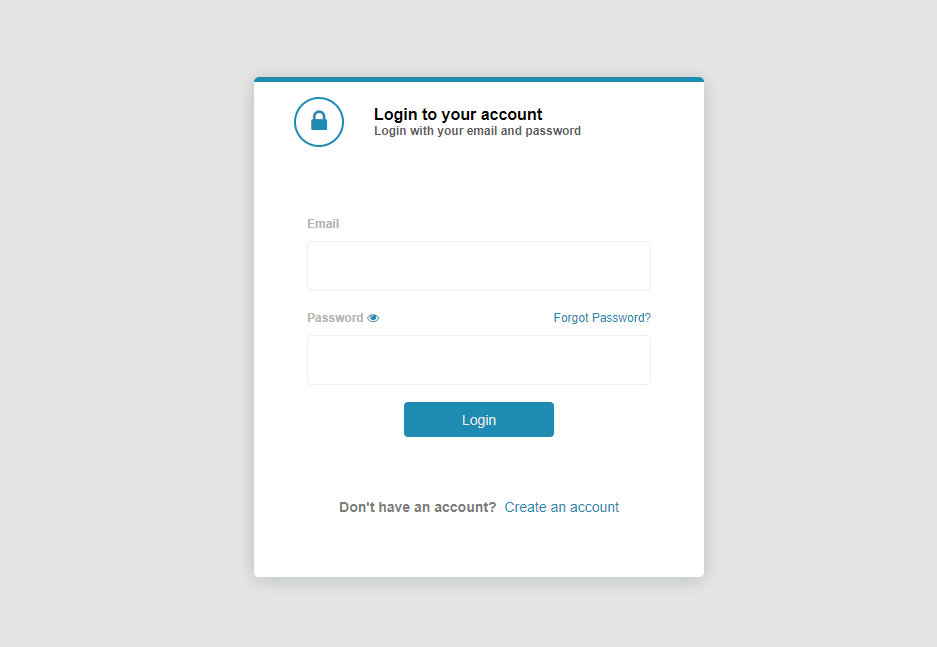 Login to your account
Login with your email and password
Email
Password Forgot Password?
Login
Don't have an account? Create an account